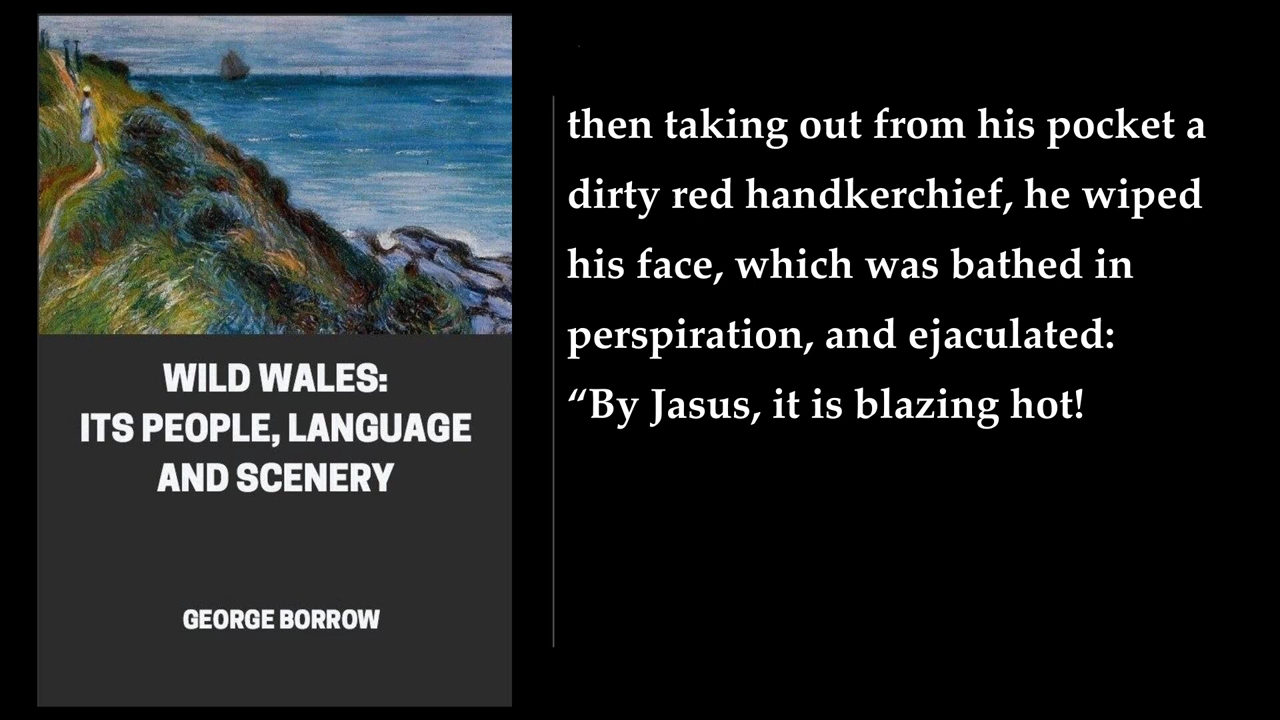 WILD WALES:
ITS PEOPLE, LANGUAGE
AND SCENERY
GEORGE BORROW
then taking out from his pocket a
dirty red handkerchief, he wiped
his face, which was bathed in
perspiration, and ejaculated:
“By Jasus, it is blazing hot!